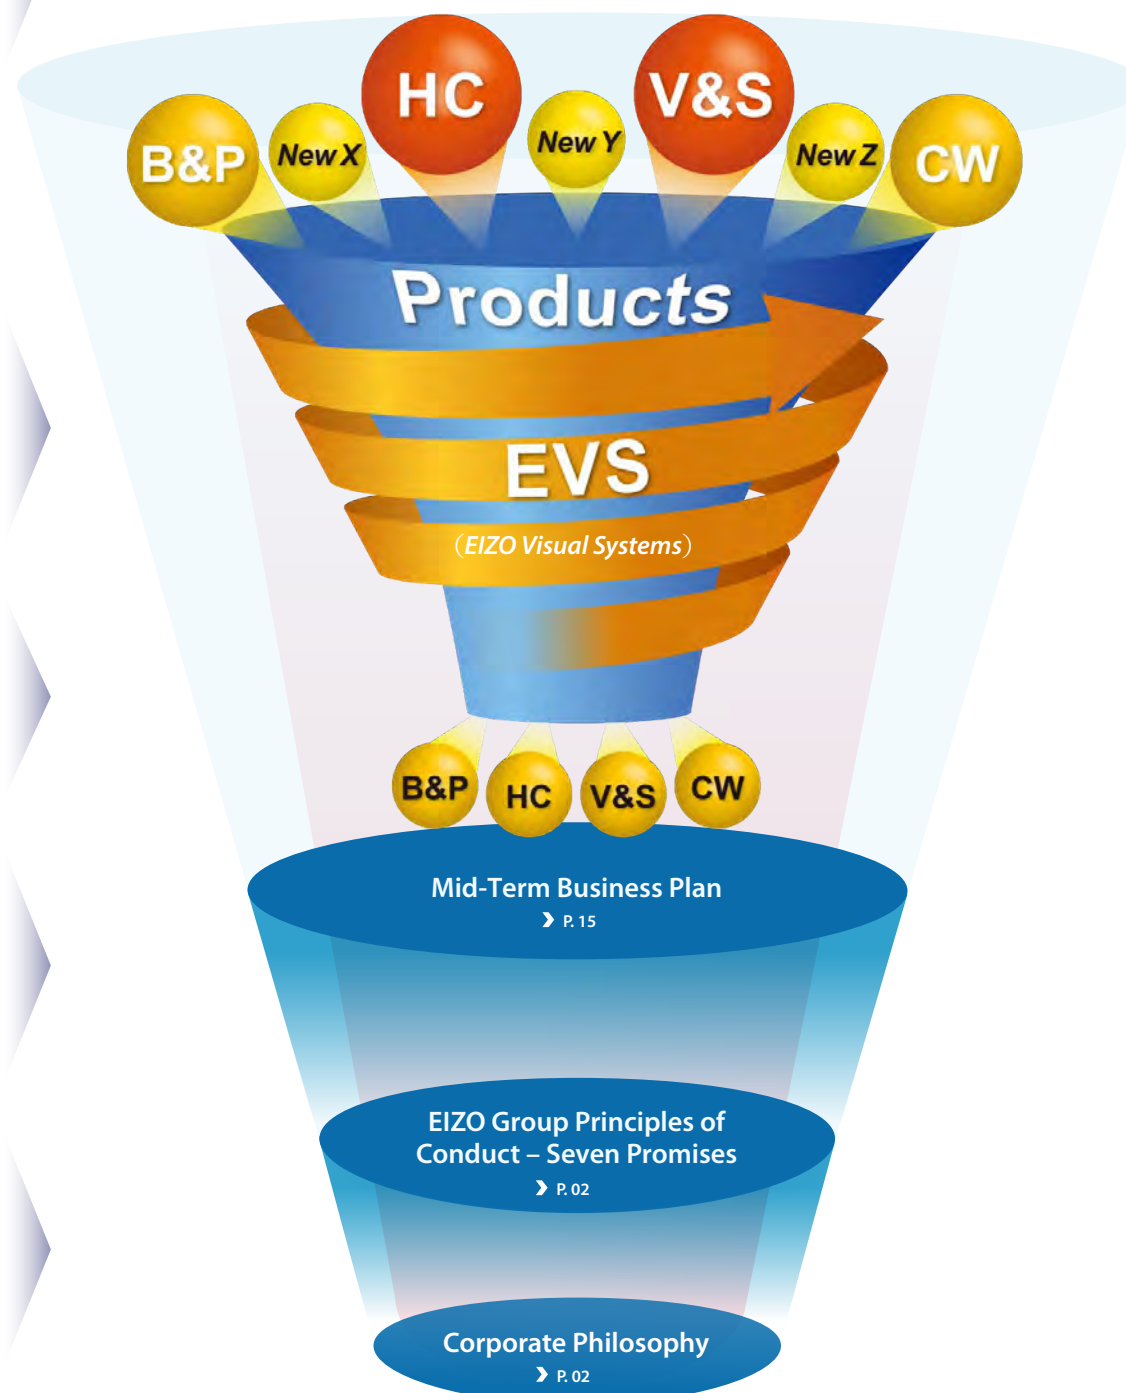 HC
V&S
B&P
New X
New Y
New Z
CW
Products
EVS
(EIZO Visual Systems)
B&P
HC
V&S
CW
Mid-Term Business Plan
❯ P. 15
EIZO Group Principles of
Conduct – Seven Promises
❯ P. 02
Corporate Philosophy
❯ P. 02